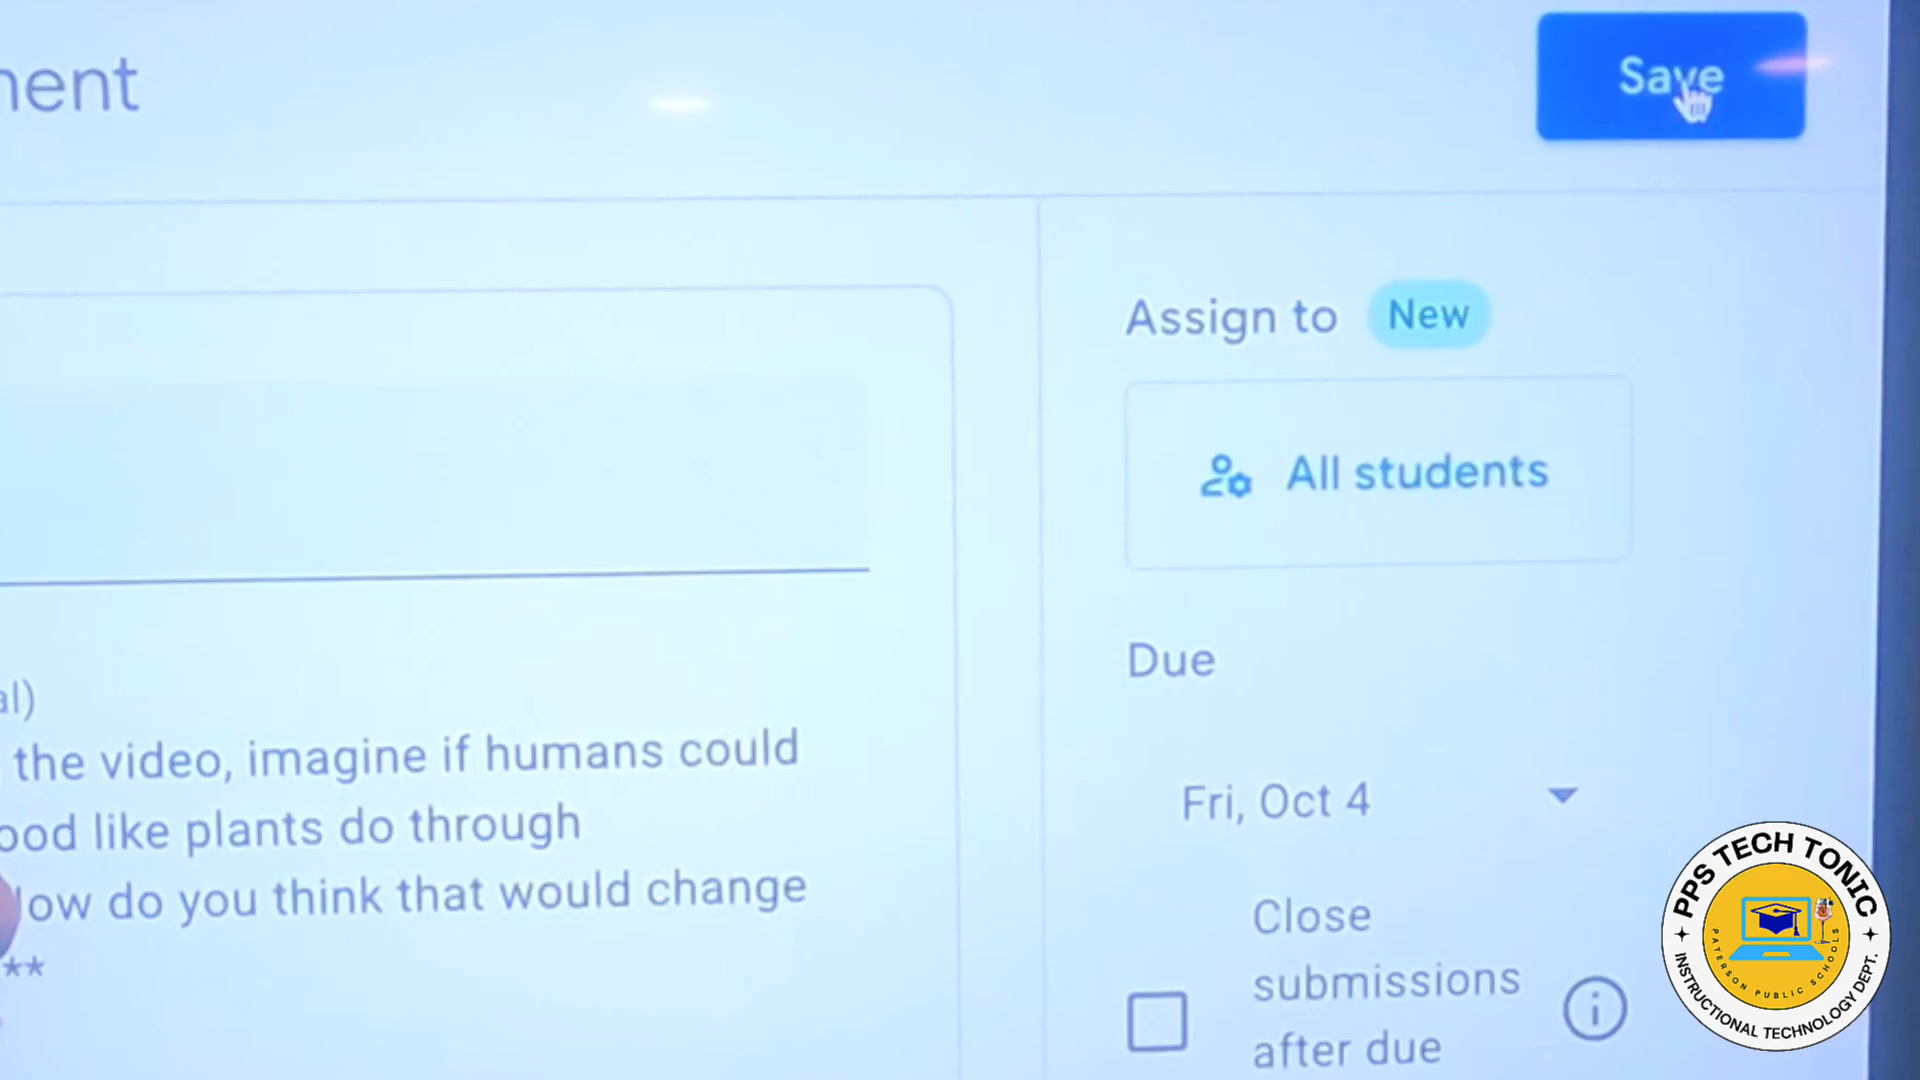 ment
Save
Assign to New
All students
Due
al)
the video, imagine if humans could
ood like plants do through
How do you think that would change
**
Fri, Oct 4
Close
submissions
after due
PPS TECH TONIC
PATERSON PUBLIC SCHOOLS
INSTRUCTIONAL TECHNOLOGY DEPT.